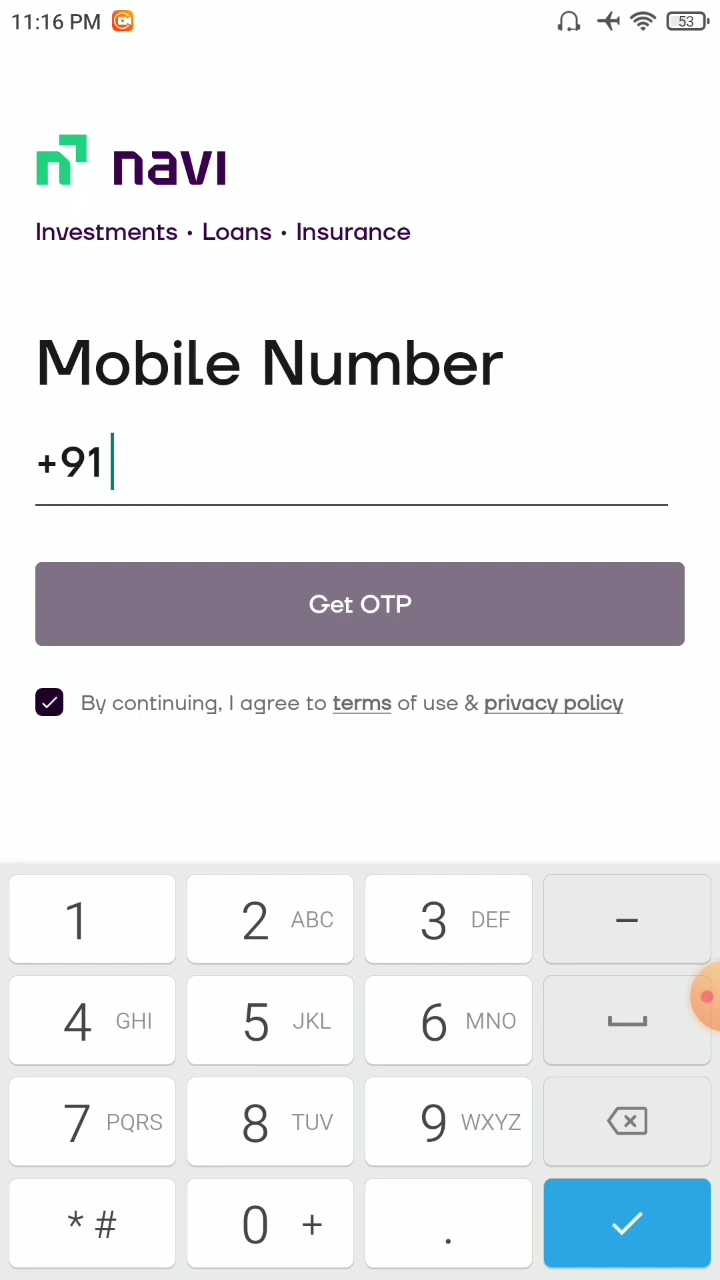 11:16 PM
53
navi
Investments • Loans • Insurance
Mobile Number
+91
Get OTP
By continuing, I agree to terms of use & privacy policy
1 2 ABC 3 DEF –
4 GHI 5 JKL 6 MNO
7 PQRS 8 TUV 9 WXYZ
* # 0 + .